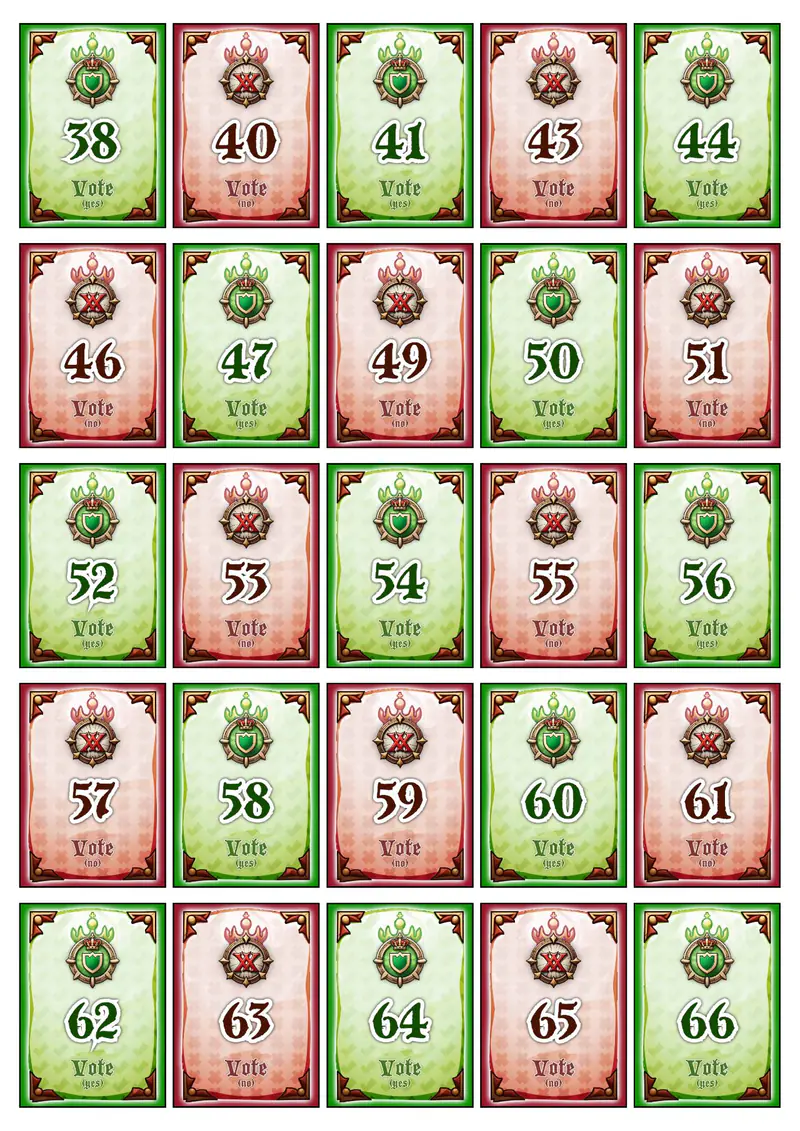 38 40 41 43 44
Vote Vote Vote Vote Vote
(yes) (no) (yes) (no) (yes)
46 47 49 50 51
Vote Vote Vote Vote Vote
(no) (yes) (no) (yes) (no)
52 53 54 55 56
Vote Vote Vote Vote Vote
(yes) (no) (yes) (no) (yes)
57 58 59 60 61
Vote Vote Vote Vote Vote
(no) (yes) (no) (yes) (no)
62 63 64 65 66
Vote Vote Vote Vote Vote
(yes) (no) (yes) (no) (yes)